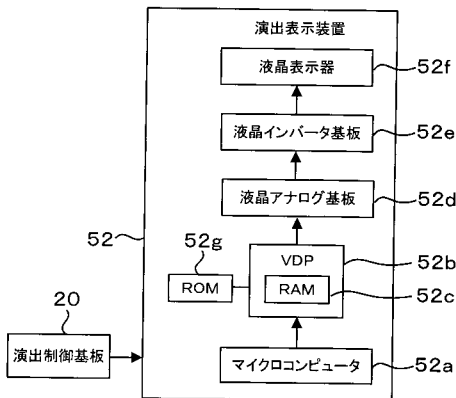 演出表示装置
液晶表示器
52f
液晶インバータ基板
52e
液晶アナログ基板
52d
52
52g
VDP
52b
ROM
RAM
52c
20
演出制御基板
マイクロコンピュータ
52a